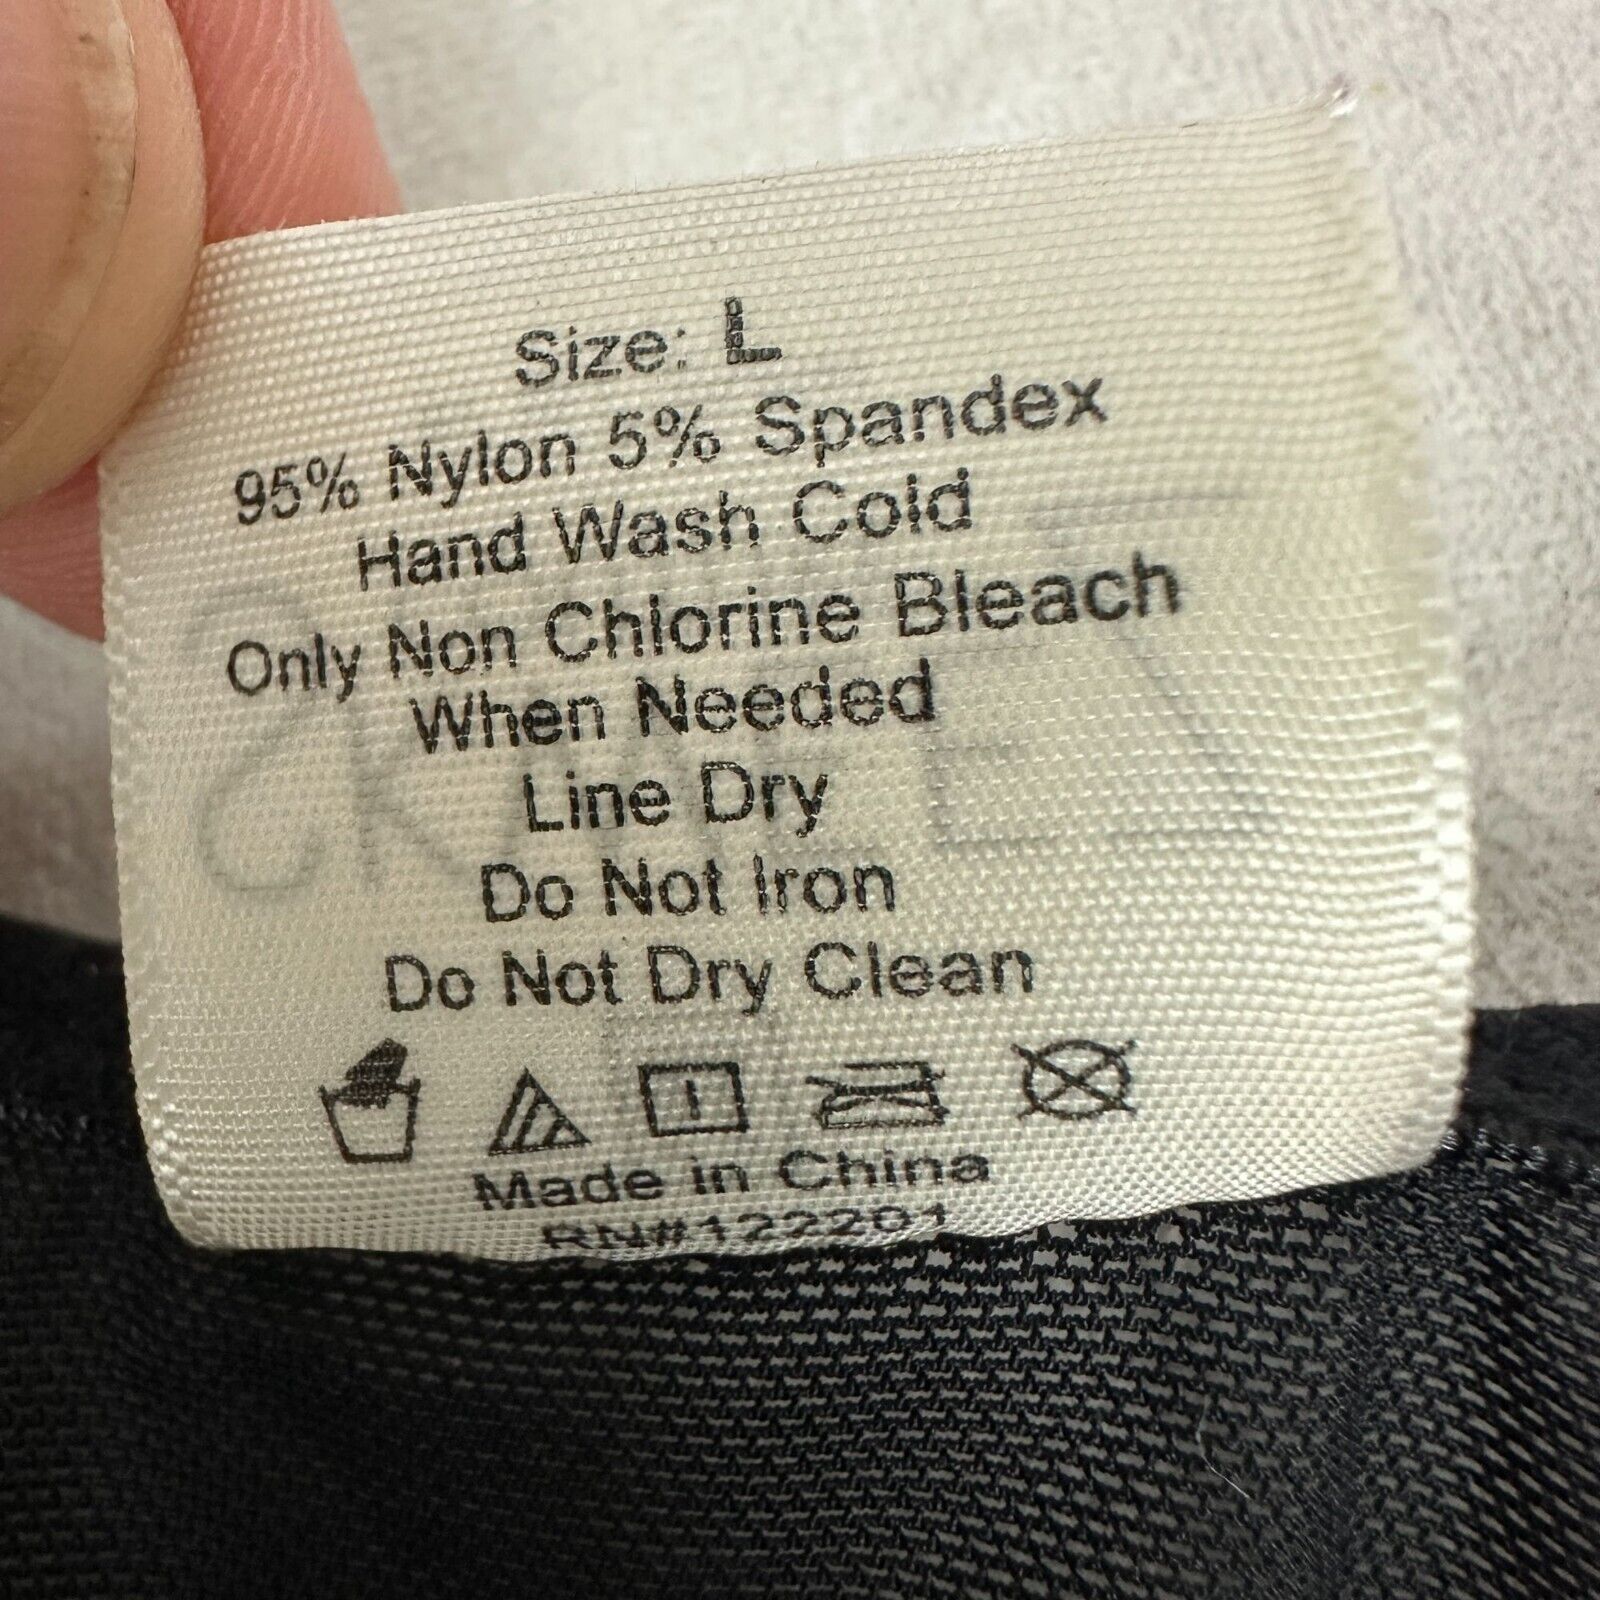 Size: L
95% Nylon 5% Spandex
Hand Wash Cold
Only Non Chlorine Bleach
When Needed
Line Dry
Do Not Iron
Do Not Dry Clean
Made in China
RN#122201